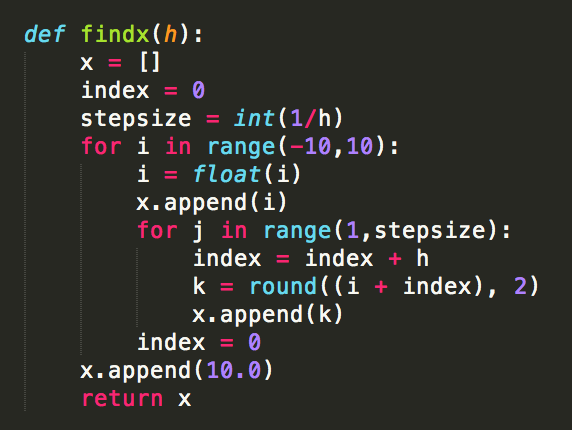 def findx(h):
    x = []
    index = 0
    stepsize = int(1/h)
    for i in range(-10,10):
        i = float(i)
        x.append(i)
        for j in range(1,stepsize):
            index = index + h
            k = round((i + index), 2)
            x.append(k)
        index = 0
    x.append(10.0)
    return x